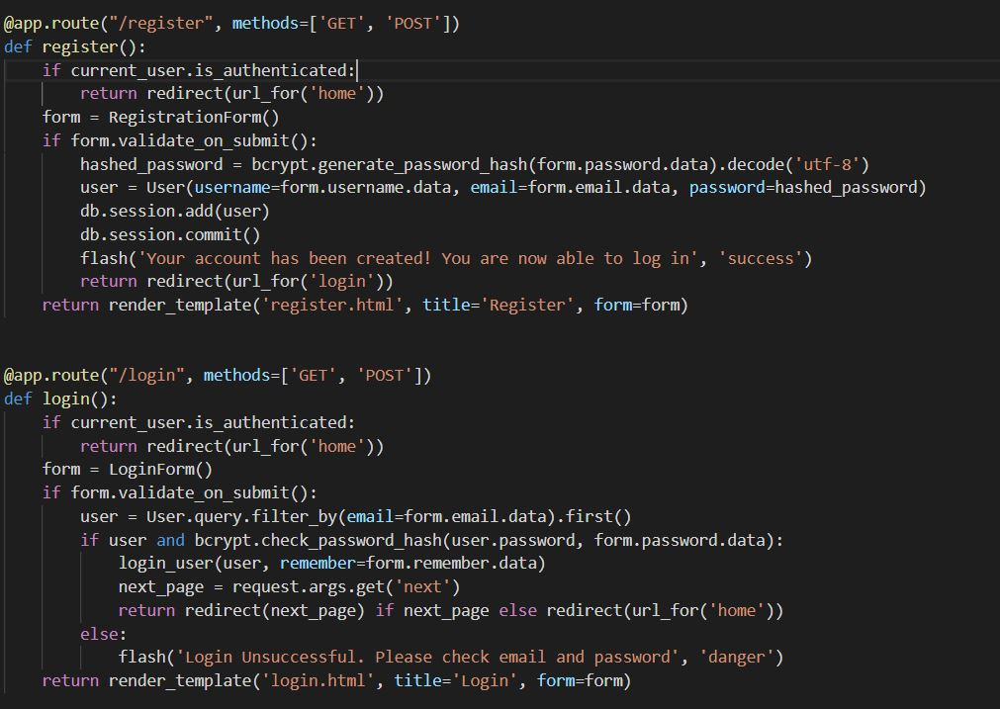 @app.route("/register", methods=['GET', 'POST'])
def register():
    if current_user.is_authenticated:
        return redirect(url_for('home'))
    form = RegistrationForm()
    if form.validate_on_submit():
        hashed_password = bcrypt.generate_password_hash(form.password.data).decode('utf-8')
        user = User(username=form.username.data, email=form.email.data, password=hashed_password)
        db.session.add(user)
        db.session.commit()
        flash('Your account has been created! You are now able to log in', 'success')
        return redirect(url_for('login'))
    return render_template('register.html', title='Register', form=form)
@app.route("/login", methods=['GET', 'POST'])
def login():
    if current_user.is_authenticated:
        return redirect(url_for('home'))
    form = LoginForm()
    if form.validate_on_submit():
        user = User.query.filter_by(email=form.email.data).first()
        if user and bcrypt.check_password_hash(user.password, form.password.data):
            login_user(user, remember=form.remember.data)
            next_page = request.args.get('next')
            return redirect(next_page) if next_page else redirect(url_for('home'))
        else:
            flash('Login Unsuccessful. Please check email and password', 'danger')
    return render_template('login.html', title='Login', form=form)